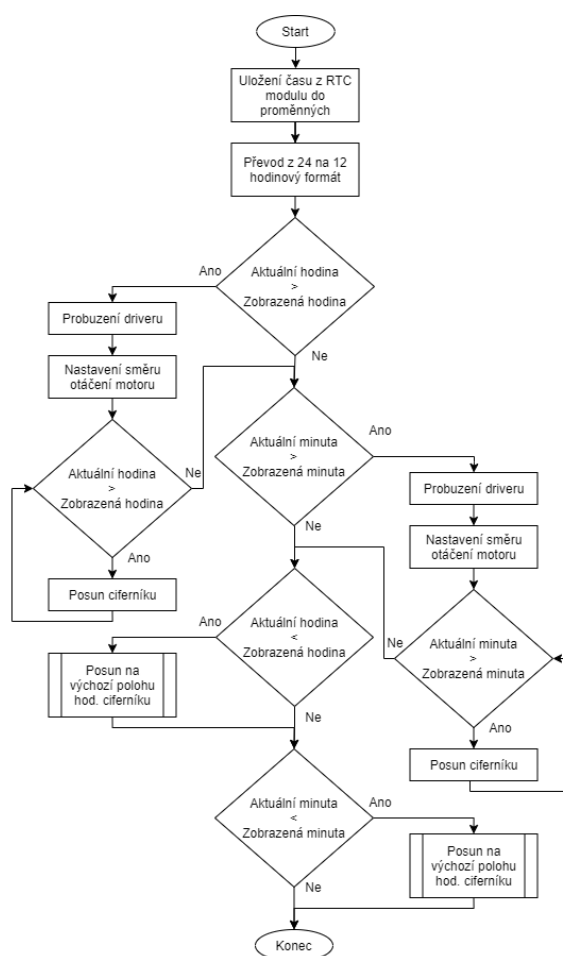 Start
Uložení času z RTC
modulu do
proměnných
Převod z 24 na 12
hodinový formát
Ano
Aktuální hodina
>
Zobrazená hodina
Ne
Probuzení driveru
Nastavení směru
otáčení motoru
Aktuální hodina
>
Zobrazená hodina
Ne
Ano
Posun ciferníku
Aktuální minuta
>
Zobrazená minuta
Ano
Ne
Probuzení driveru
Nastavení směru
otáčení motoru
Aktuální minuta
>
Zobrazená minuta
Ne
Ano
Posun ciferníku
Aktuální hodina
<
Zobrazená hodina
Ano
Ne
Posun na
výchozí polohu
hod. ciferníku
Aktuální minuta
<
Zobrazená minuta
Ano
Ne
Posun na
výchozí polohu
hod. ciferníku
Konec